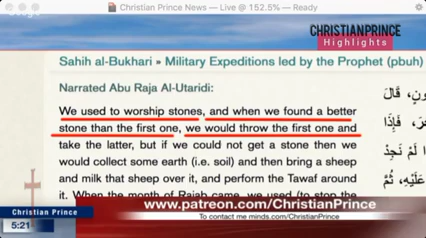 Christian Prince News — Live @ 152.5% — Ready
CHRISTIANPRINCE
Highlights
Sahih al-Bukhari » Military Expeditions led by the Prophet (pbuh)
Narrated Abu Raja Al-Utaridi:
We used to worship stones, and when we found a better
stone than the first one, we would throw the first one and
take the latter, but if we could not get a stone then we
would collect some earth (i.e. soil) and then bring a sheep
and milk that sheep over it, and perform the Tawaf around
it. When the month of Rajab came, we used (to stop the
قَالَ
فَإِذَا
لَمْ نَجِدْ
عَلَيْهِ، ثُمَّ
www.patreon.com/ChristianPrince
Christian Prince
To contact me minds.com/ChristianPrince
5:21